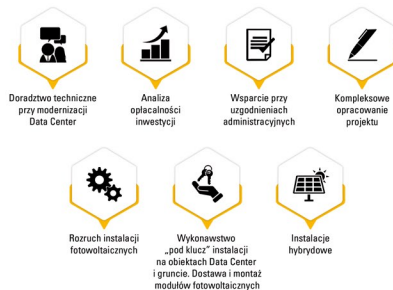 Doradztwo techniczne
przy modernizacji
Data Center
Analiza
opłacalności
inwestycji
Wsparcie przy
uzgodnieniach
administracyjnych
Kompleksowe
opracowanie
projektu
Rozruch instalacji
fotowoltaicznych
Wykonawstwo
„pod klucz” instalacji
na obiektach Data Center
i gruncie. Dostawa i montaż
modułów fotowoltaicznych
Instalacje
hybrydowe